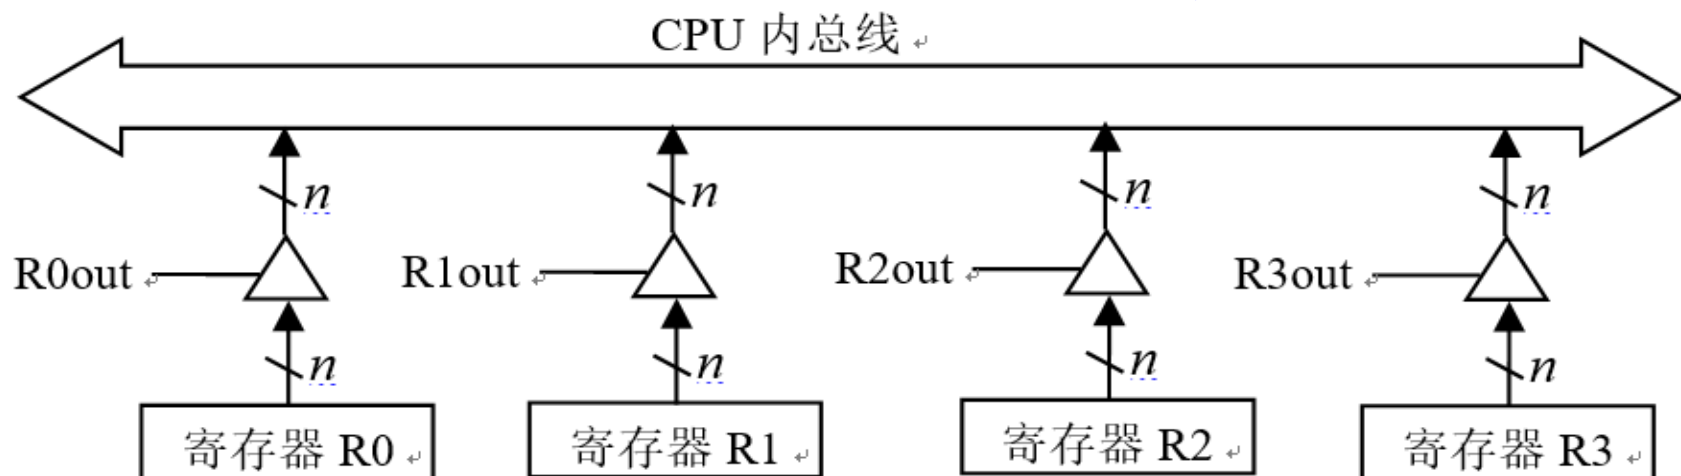 CPU 内总线
n n n n
R0out R1out R2out R3out
n n n n
寄存器 R0 寄存器 R1 寄存器 R2 寄存器 R3